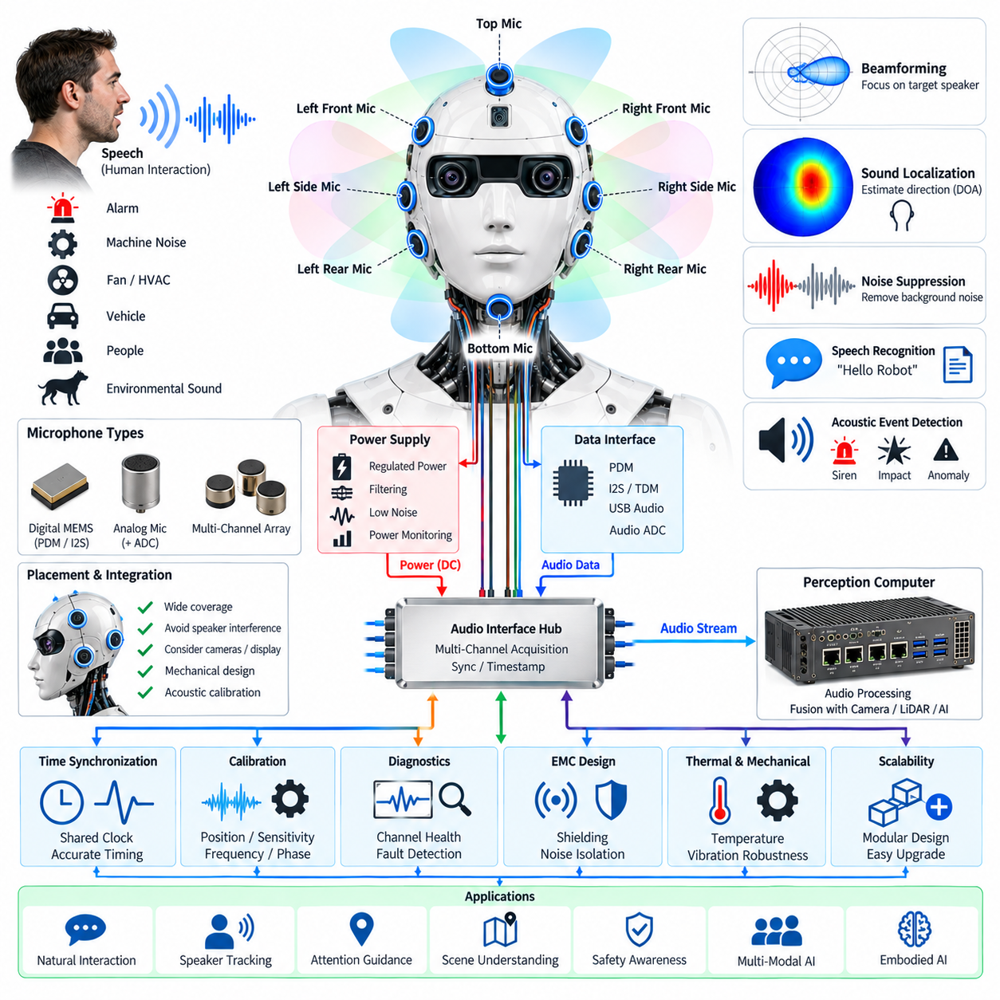 Top Mic
Left Front Mic
Right Front Mic
Left Side Mic
Right Side Mic
Left Rear Mic
Right Rear Mic
Bottom Mic
Speech
(Human Interaction)
Alarm
Machine Noise
Fan / HVAC
Vehicle
People
Environmental Sound
Beamforming
Focus on target speaker
Sound Localization
Estimate direction (DOA)
Noise Suppression
Remove background noise
Speech Recognition
"Hello Robot"
Acoustic Event Detection
Siren
Impact
Anomaly
Microphone Types
Digital MEMS
(PDM / I2S)
Analog Mic
(+ ADC)
Multi-Channel Array
Power Supply
Regulated Power
Filtering
Low Noise
Power Monitoring
Data Interface
PDM
I2S / TDM
USB Audio
Audio ADC
Power (DC)
Audio Data
Placement & Integration
Wide coverage
Avoid speaker interference
Consider cameras / display
Mechanical design
Acoustic calibration
Audio Interface Hub
Multi-Channel Acquisition
Sync / Timestamp
Audio Stream
Perception Computer
Audio Processing
Fusion with Camera / LiDAR / AI
Time Synchronization
Shared Clock
Accurate Timing
Calibration
Position / Sensitivity
Frequency / Phase
Diagnostics
Channel Health
Fault Detection
EMC Design
Shielding
Noise Isolation
Thermal & Mechanical
Temperature
Vibration Robustness
Scalability
Modular Design
Easy Upgrade
Applications
Natural Interaction
Speaker Tracking
Attention Guidance
Scene Understanding
Safety Awareness
Multi-Modal AI
Embodied AI